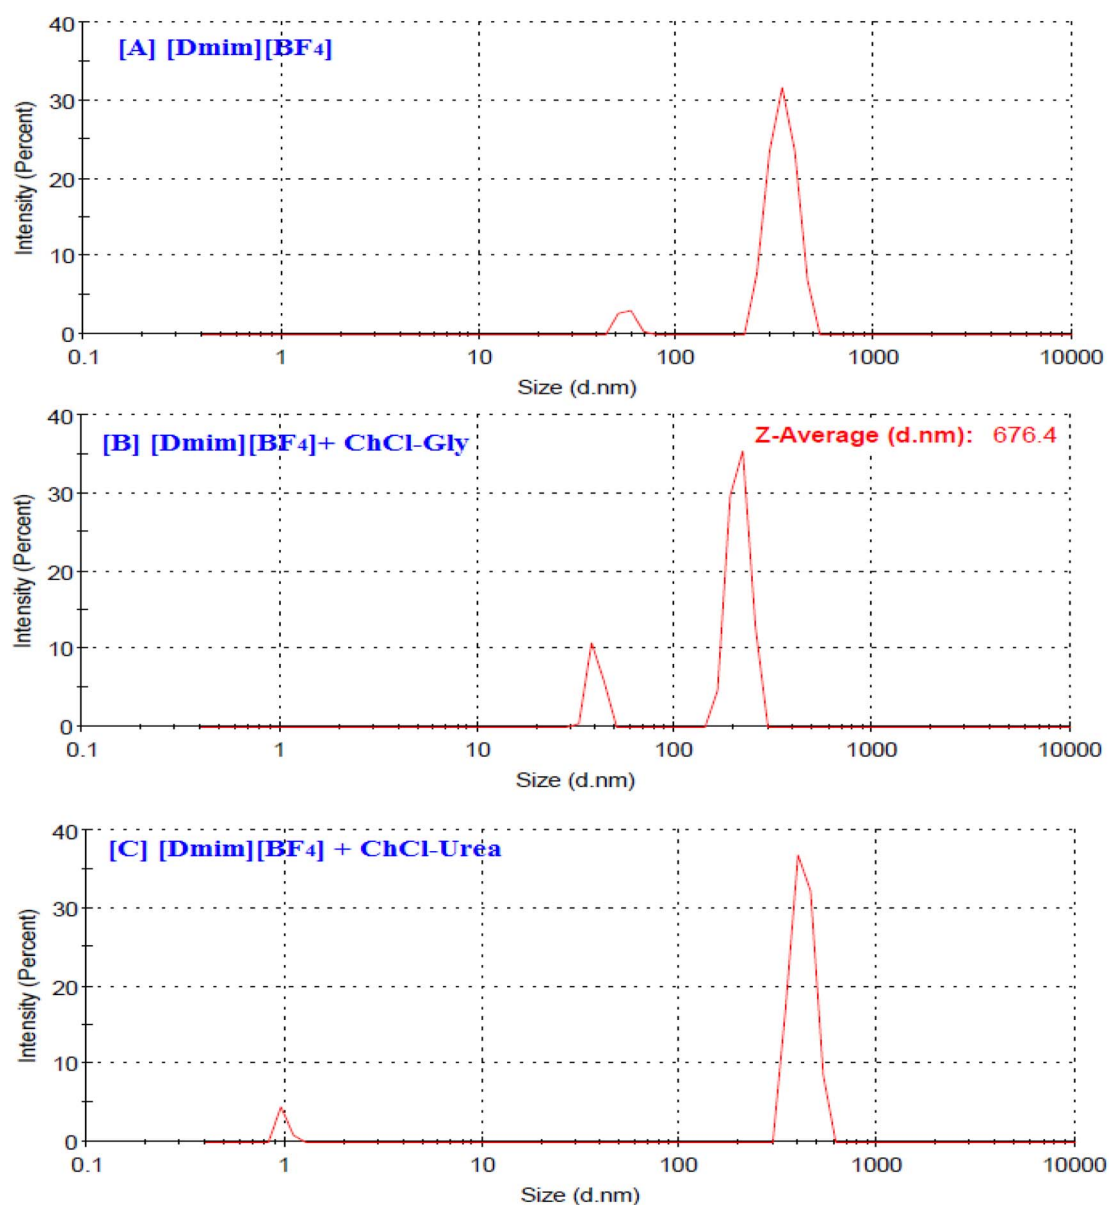 40
[A] [Dmim][BF4]
30
20
10
0
Intensity (Percent)
0.1 1 10 100 1000 10000
Size (d.nm)
40
[B] [Dmim][BF4]+ ChCl-Gly
Z-Average (d.nm): 676.4
30
20
10
0
Intensity (Percent)
0.1 1 10 100 1000 10000
Size (d.nm)
40
[C] [Dmim][BF4] + ChCl-Urea
30
20
10
0
Intensity (Percent)
0.1 1 10 100 1000 10000
Size (d.nm)